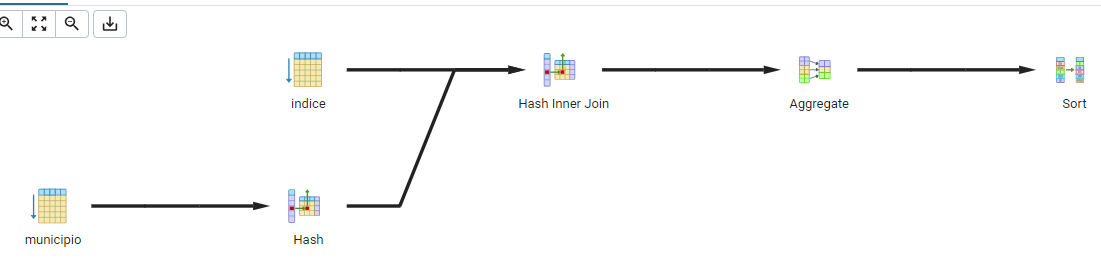 indice
Hash Inner Join
Aggregate
Sort
municipio
Hash